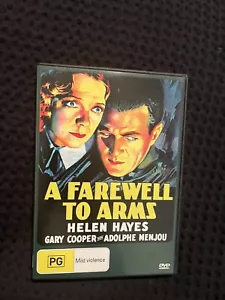 A FAREWELL
TO ARMS
HELEN HAYES
GARY COOPER AND ADOLPHE MENJOU
PG Mild violence
DVD